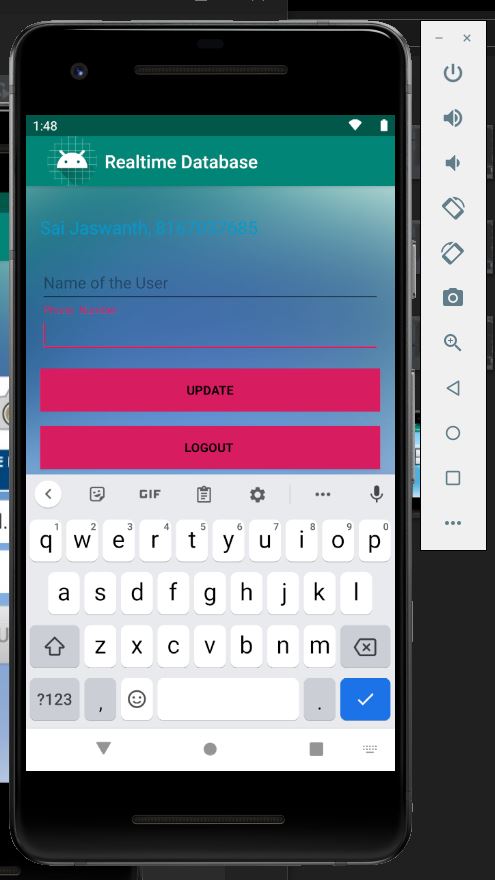 1:48
Realtime Database
Sai Jaswanth,
Name of the User
Phone Number
UPDATE
LOGOUT
GIF
q1 w2 e3 r4 t5 y6 u7 i8 o9 p0
a s d f g h j k l
z x c v b n m
?123 , .